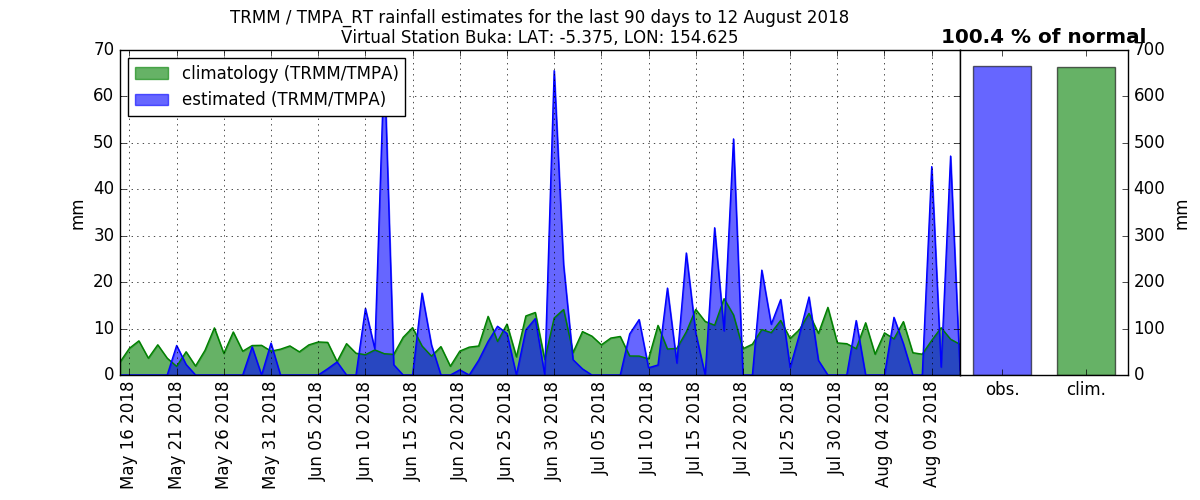 TRMM / TMPA_RT rainfall estimates for the last 90 days to 12 August 2018
Virtual Station Buka: LAT: -5.375, LON: 154.625
100.4 % of normal
climatology (TRMM/TMPA)
estimated (TRMM/TMPA)
mm
70
60
50
40
30
20
10
0
May 16 2018
May 21 2018
May 26 2018
May 31 2018
Jun 05 2018
Jun 10 2018
Jun 15 2018
Jun 20 2018
Jun 25 2018
Jun 30 2018
Jul 05 2018
Jul 10 2018
Jul 15 2018
Jul 20 2018
Jul 25 2018
Jul 30 2018
Aug 04 2018
Aug 09 2018
obs.
clim.
700
600
500
400
300
200
100
0
mm